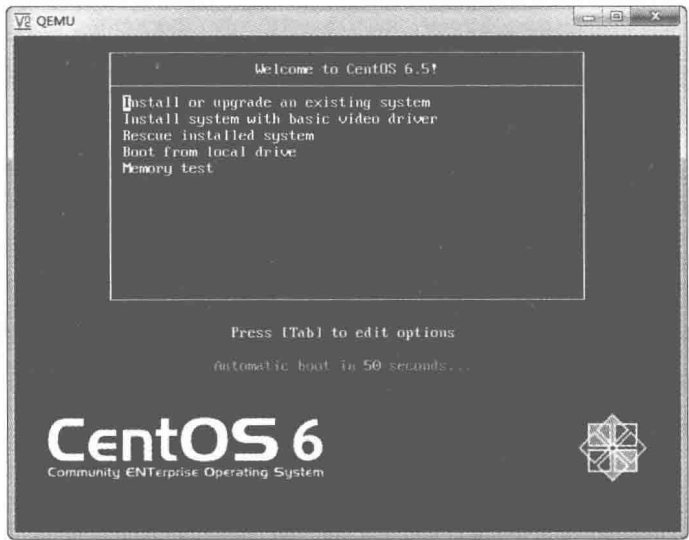 V2 QEMU
Welcome to CentOS 6.5!
Install or upgrade an existing system
Install system with basic video driver
Rescue installed system
Boot from local drive
Memory test
Press [Tab] to edit options
Automatic boot in 50 seconds...
CentOS 6
Community ENTerprise Operating System